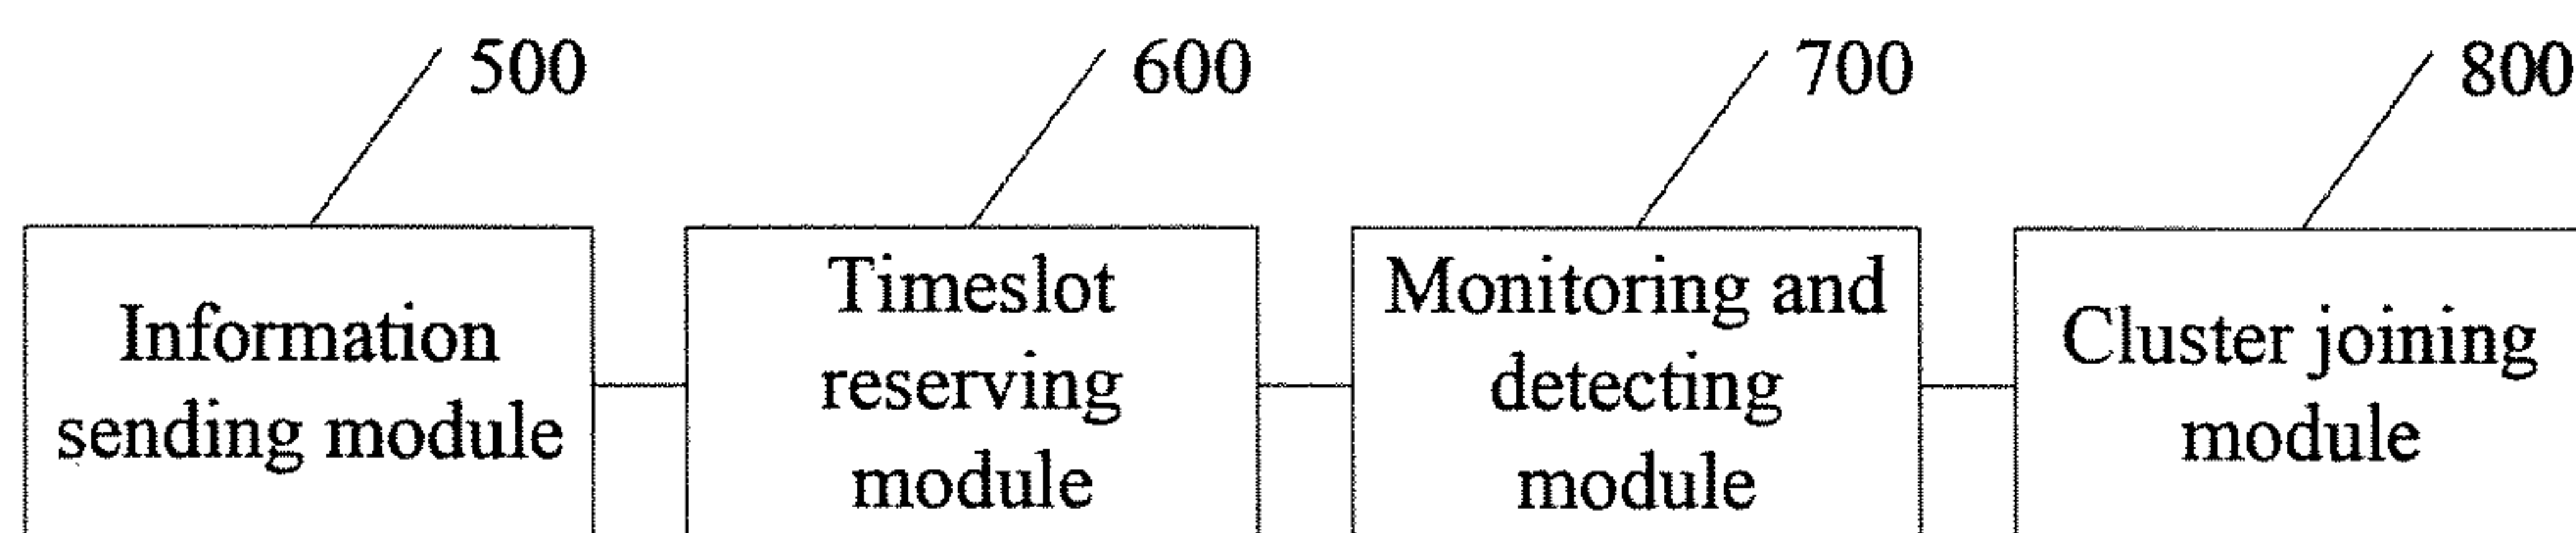 500
600
700
800
Information
sending module
Timeslot
reserving
module
Monitoring and
detecting
module
Cluster joining
module